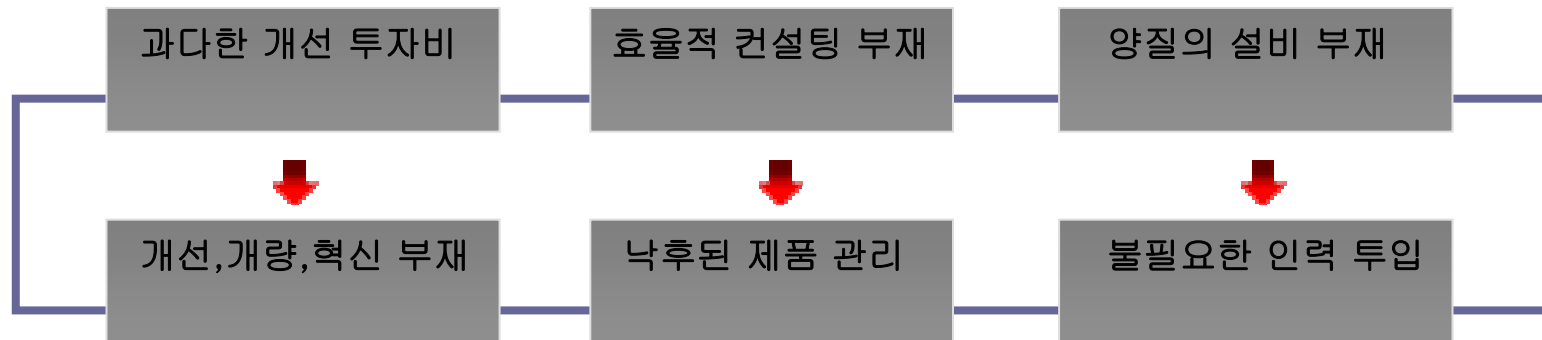 과다한 개선 투자비
효율적 컨설팅 부재
양질의 설비 부재
개선,개량,혁신 부재
낙후된 제품 관리
불필요한 인력 투입